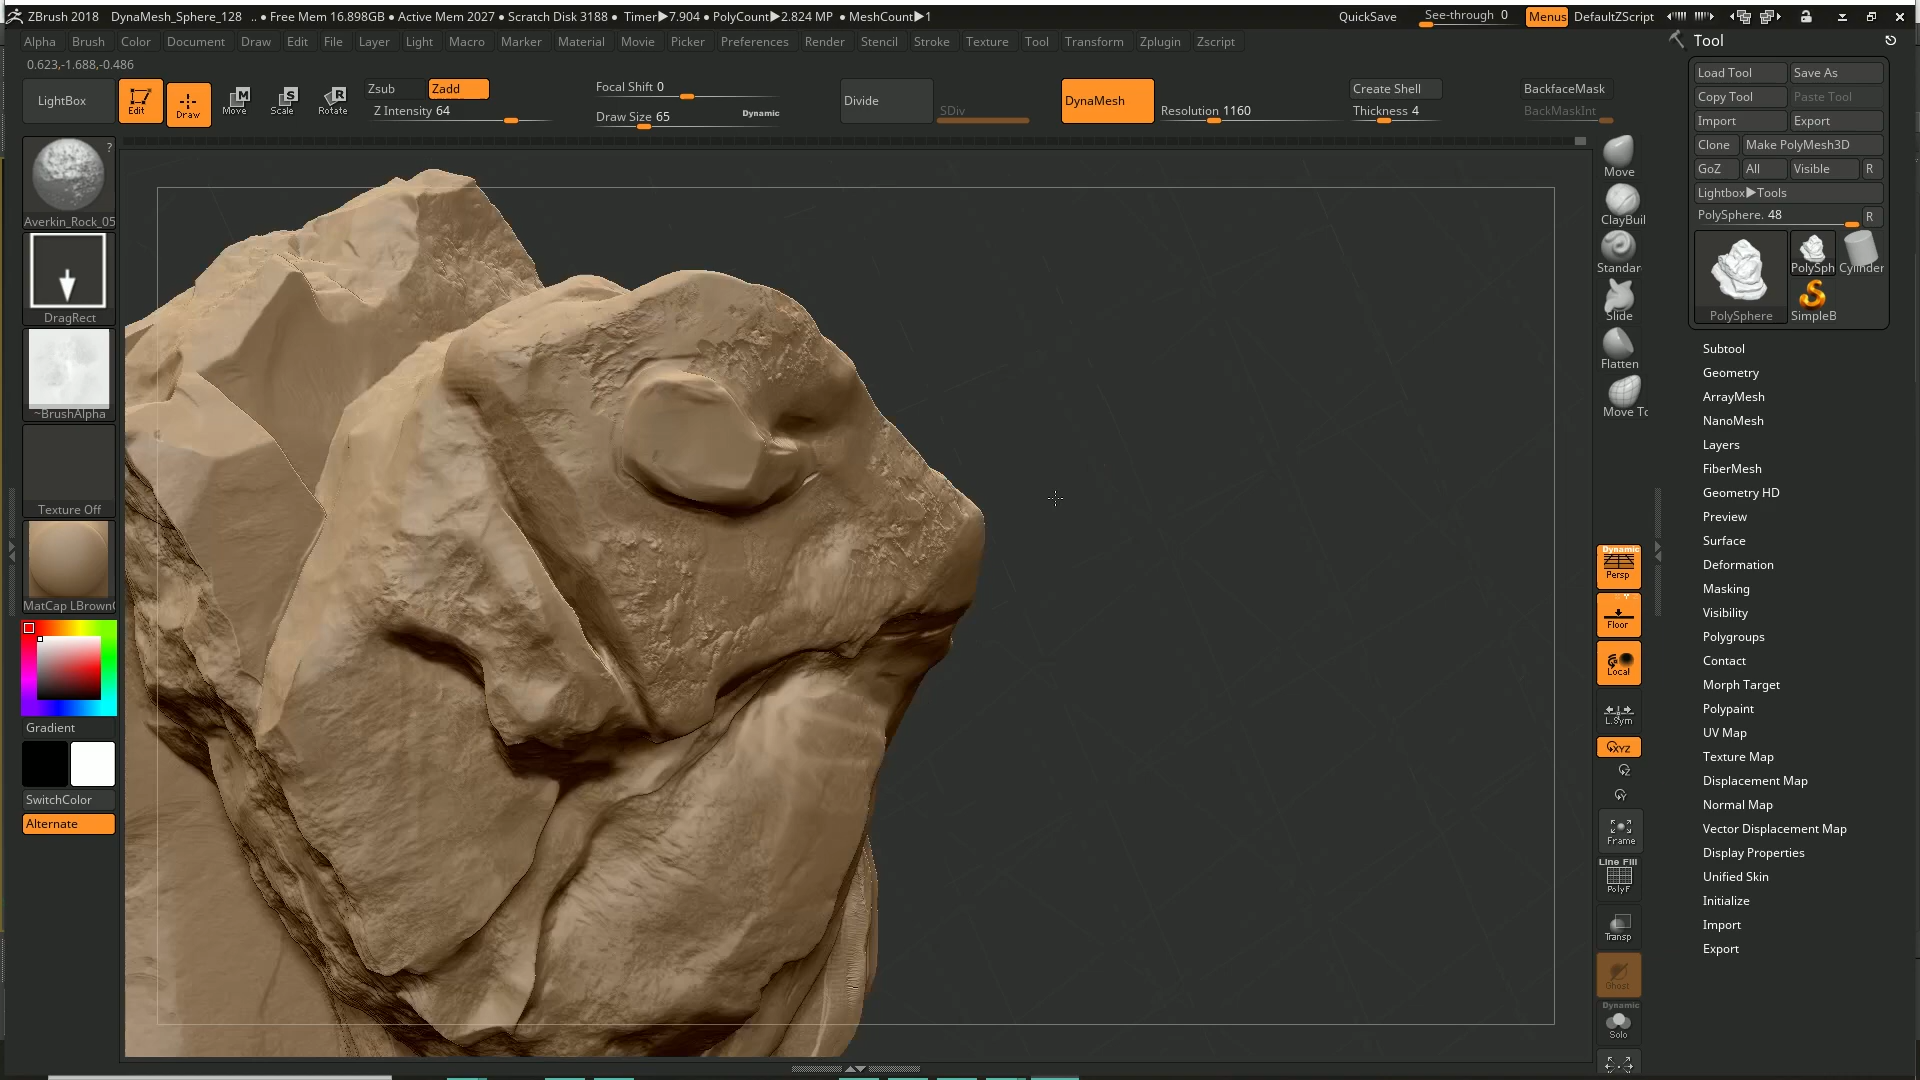 ZBrush 2018 DynaMesh_Sphere_128 .. ● Free Mem 16.898GB ● Active Mem 2027 ● Scratch Disk 3188 ● Timer▶7.904 ● PolyCount▶2.824 MP ● MeshCount▶1 QuickSave See-through 0 Menus DefaultZScript
Alpha Brush Color Document Draw Edit File Layer Light Macro Marker Material Movie Picker Preferences Render Stencil Stroke Texture Tool Transform Zplugin Zscript
0.623,-1.688,-0.486
LightBox
Edit
Draw
Move
M
Scale
S
Rotate
R
Zsub
Zadd
Z Intensity 64
Focal Shift 0
Draw Size 65
Dynamic
Divide
SDiv
DynaMesh
Resolution 1160
Create Shell
Thickness 4
BackfaceMask
BackMaskInt
?
Averkin_Rock_05
DragRect
~BrushAlpha
Texture Off
MatCap LBrown
Gradient
SwitchColor
Alternate
Move
ClayBuil
Standar
Slide
Flatten
Move To
Dynamic
Persp
Floor
Local
L.Sym
XYZ
Z
Y
Frame
Line Fill
PolyF
Transp
Ghost
Dynamic
Solo
Tool
Load Tool
Save As
Copy Tool
Paste Tool
Import
Export
Clone
Make PolyMesh3D
GoZ
All
Visible
R
Lightbox▶Tools
PolySphere. 48
R
PolySphere
PolySph
Cylinder
SimpleB
Subtool
Geometry
ArrayMesh
NanoMesh
Layers
FiberMesh
Geometry HD
Preview
Surface
Deformation
Masking
Visibility
Polygroups
Contact
Morph Target
Polypaint
UV Map
Texture Map
Displacement Map
Normal Map
Vector Displacement Map
Display Properties
Unified Skin
Initialize
Import
Export